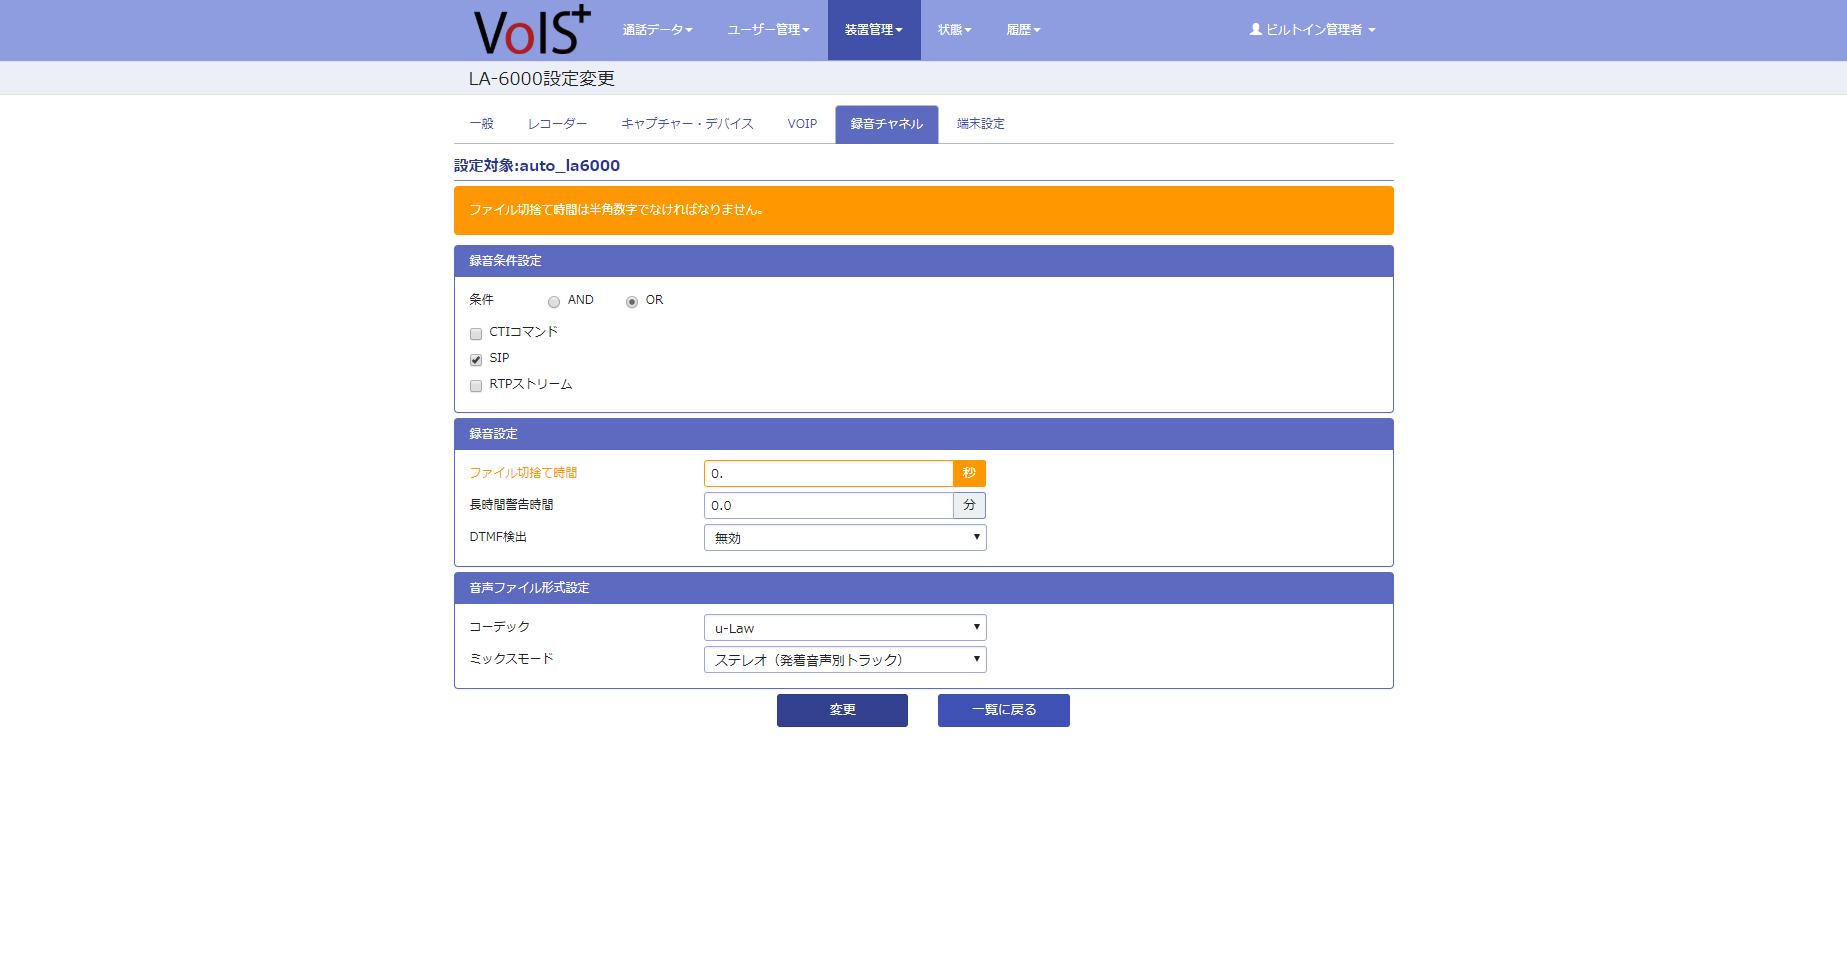 VoIS+ 通話データ ユーザー管理 装置管理 状態 履歴 ビルトイン管理者
LA-6000設定変更
一般 レコーダー キャプチャー・デバイス VOIP 録音チャネル 端末設定
設定対象:auto_la6000
ファイル切捨て時間は半角数字でなければなりません。
録音条件設定
条件 AND OR
CTIコマンド
SIP
RTPストリーム
録音設定
ファイル切捨て時間 0. 秒
長時間警告時間 0.0 分
DTMF検出 無効
音声ファイル形式設定
コーデック u-Law
ミックスモード ステレオ（発着音声別トラック）
変更 一覧に戻る